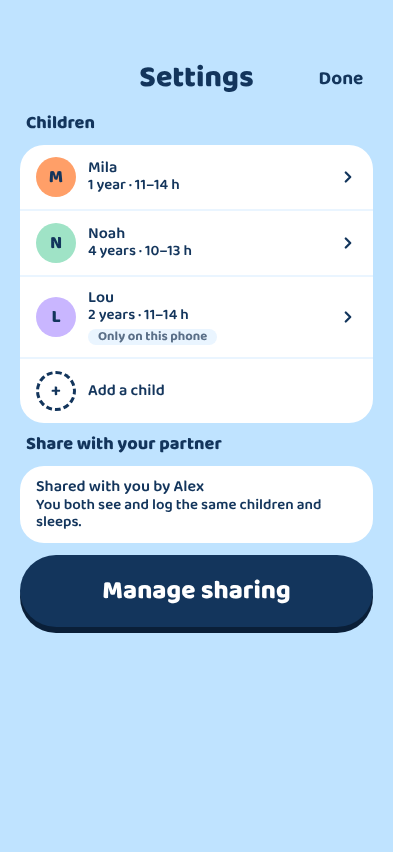 Settings
Done
Children
M
Mila
1 year · 11–14 h
N
Noah
4 years · 10–13 h
L
Lou
2 years · 11–14 h
Only on this phone
+
Add a child
Share with your partner
Shared with you by Alex
You both see and log the same children and
sleeps.
Manage sharing